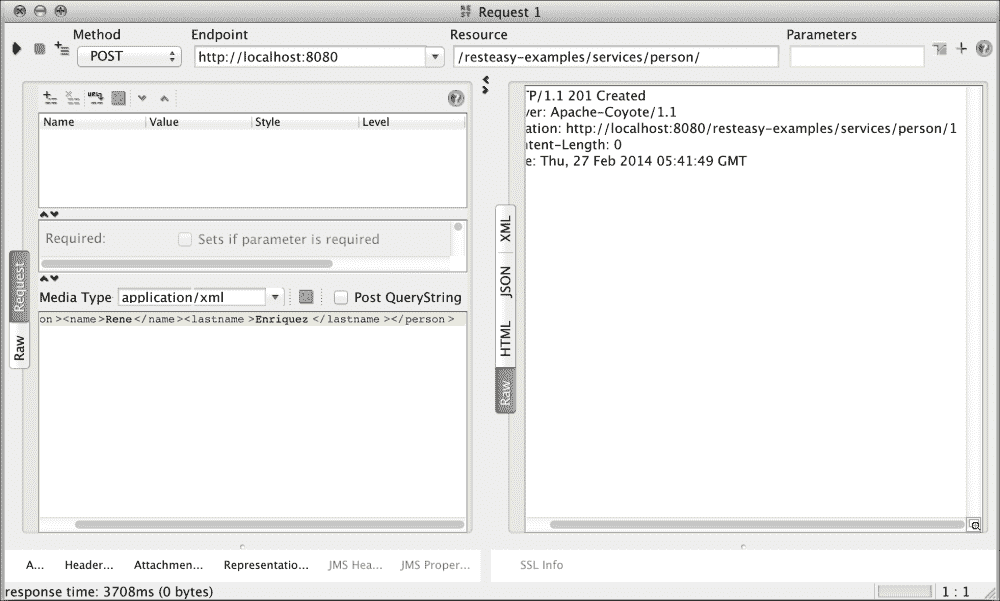 Request 1
Method Endpoint Resource Parameters
POST http://localhost:8080 /resteasy-examples/services/person/
Name Value Style Level
Required: Sets if parameter is required
Media Type application/xml Post QueryString
on><name>Rene</name><lastname>Enriquez</lastname></person>
Request
Raw
TP/1.1 201 Created
ver: Apache-Coyote/1.1
ation: http://localhost:8080/resteasy-examples/services/person/1
ntent-Length: 0
e: Thu, 27 Feb 2014 05:41:49 GMT
XML
JSON
HTML
Raw
A... Header... Attachmen... Representatio... JMS Hea... JMS Proper... SSL Info
response time: 3708ms (0 bytes) 1 : 1